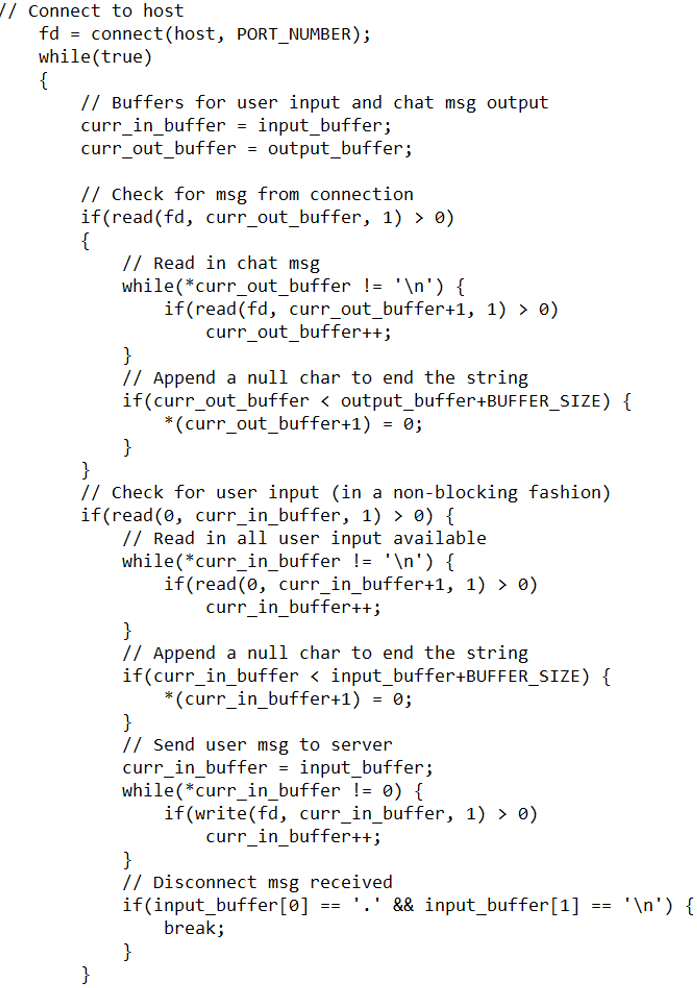 // Connect to host
fd = connect(host, PORT_NUMBER);
while(true)
{
// Buffers for user input and chat msg output
curr_in_buffer = input_buffer;
curr_out_buffer = output_buffer;
// Check for msg from connection
if(read(fd, curr_out_buffer, 1) > 0)
{
// Read in chat msg
while(*curr_out_buffer != '\n') {
if(read(fd, curr_out_buffer+1, 1) > 0)
curr_out_buffer++;
}
// Append a null char to end the string
if(curr_out_buffer < output_buffer+BUFFER_SIZE) {
*(curr_out_buffer+1) = 0;
}
}
// Check for user input (in a non-blocking fashion)
if(read(0, curr_in_buffer, 1) > 0) {
// Read in all user input available
while(*curr_in_buffer != '\n') {
if(read(0, curr_in_buffer+1, 1) > 0)
curr_in_buffer++;
}
// Append a null char to end the string
if(curr_in_buffer < input_buffer+BUFFER_SIZE) {
*(curr_in_buffer+1) = 0;
}
// Send user msg to server
curr_in_buffer = input_buffer;
while(*curr_in_buffer != 0) {
if(write(fd, curr_in_buffer, 1) > 0)
curr_in_buffer++;
}
// Disconnect msg received
if(input_buffer[0] == '.' && input_buffer[1] == '\n') {
break;
}
}